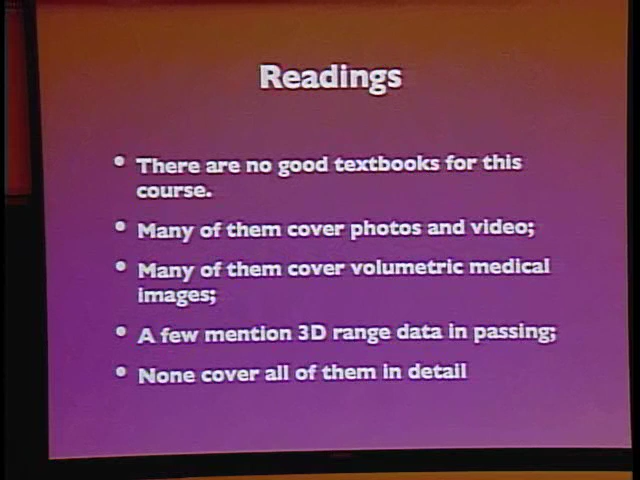 Readings
• There are no good textbooks for this
course.
• Many of them cover photos and video;
• Many of them cover volumetric medical
images;
• A few mention 3D range data in passing;
• None cover all of them in detail